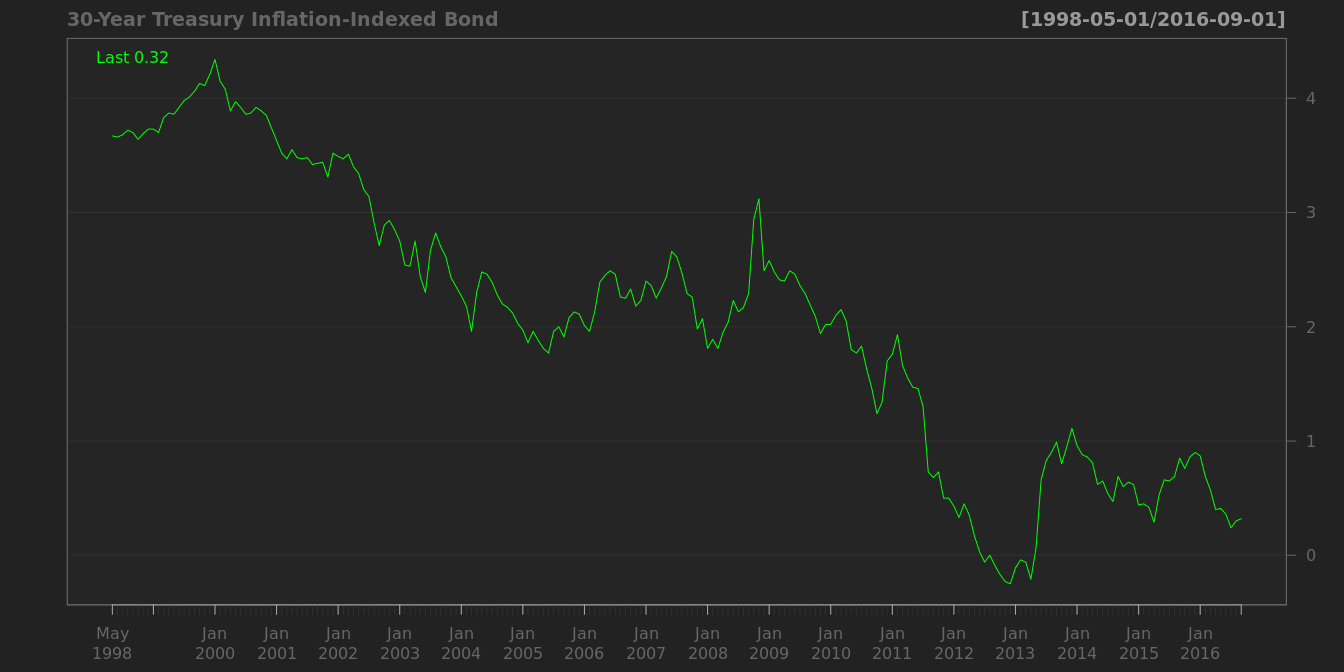 30-Year Treasury Inflation-Indexed Bond [1998-05-01/2016-09-01]
Last 0.32
4
3
2
1
0
May Jan Jan Jan Jan Jan Jan Jan Jan Jan Jan Jan Jan Jan Jan Jan Jan Jan
1998 2000 2001 2002 2003 2004 2005 2006 2007 2008 2009 2010 2011 2012 2013 2014 2015 2016